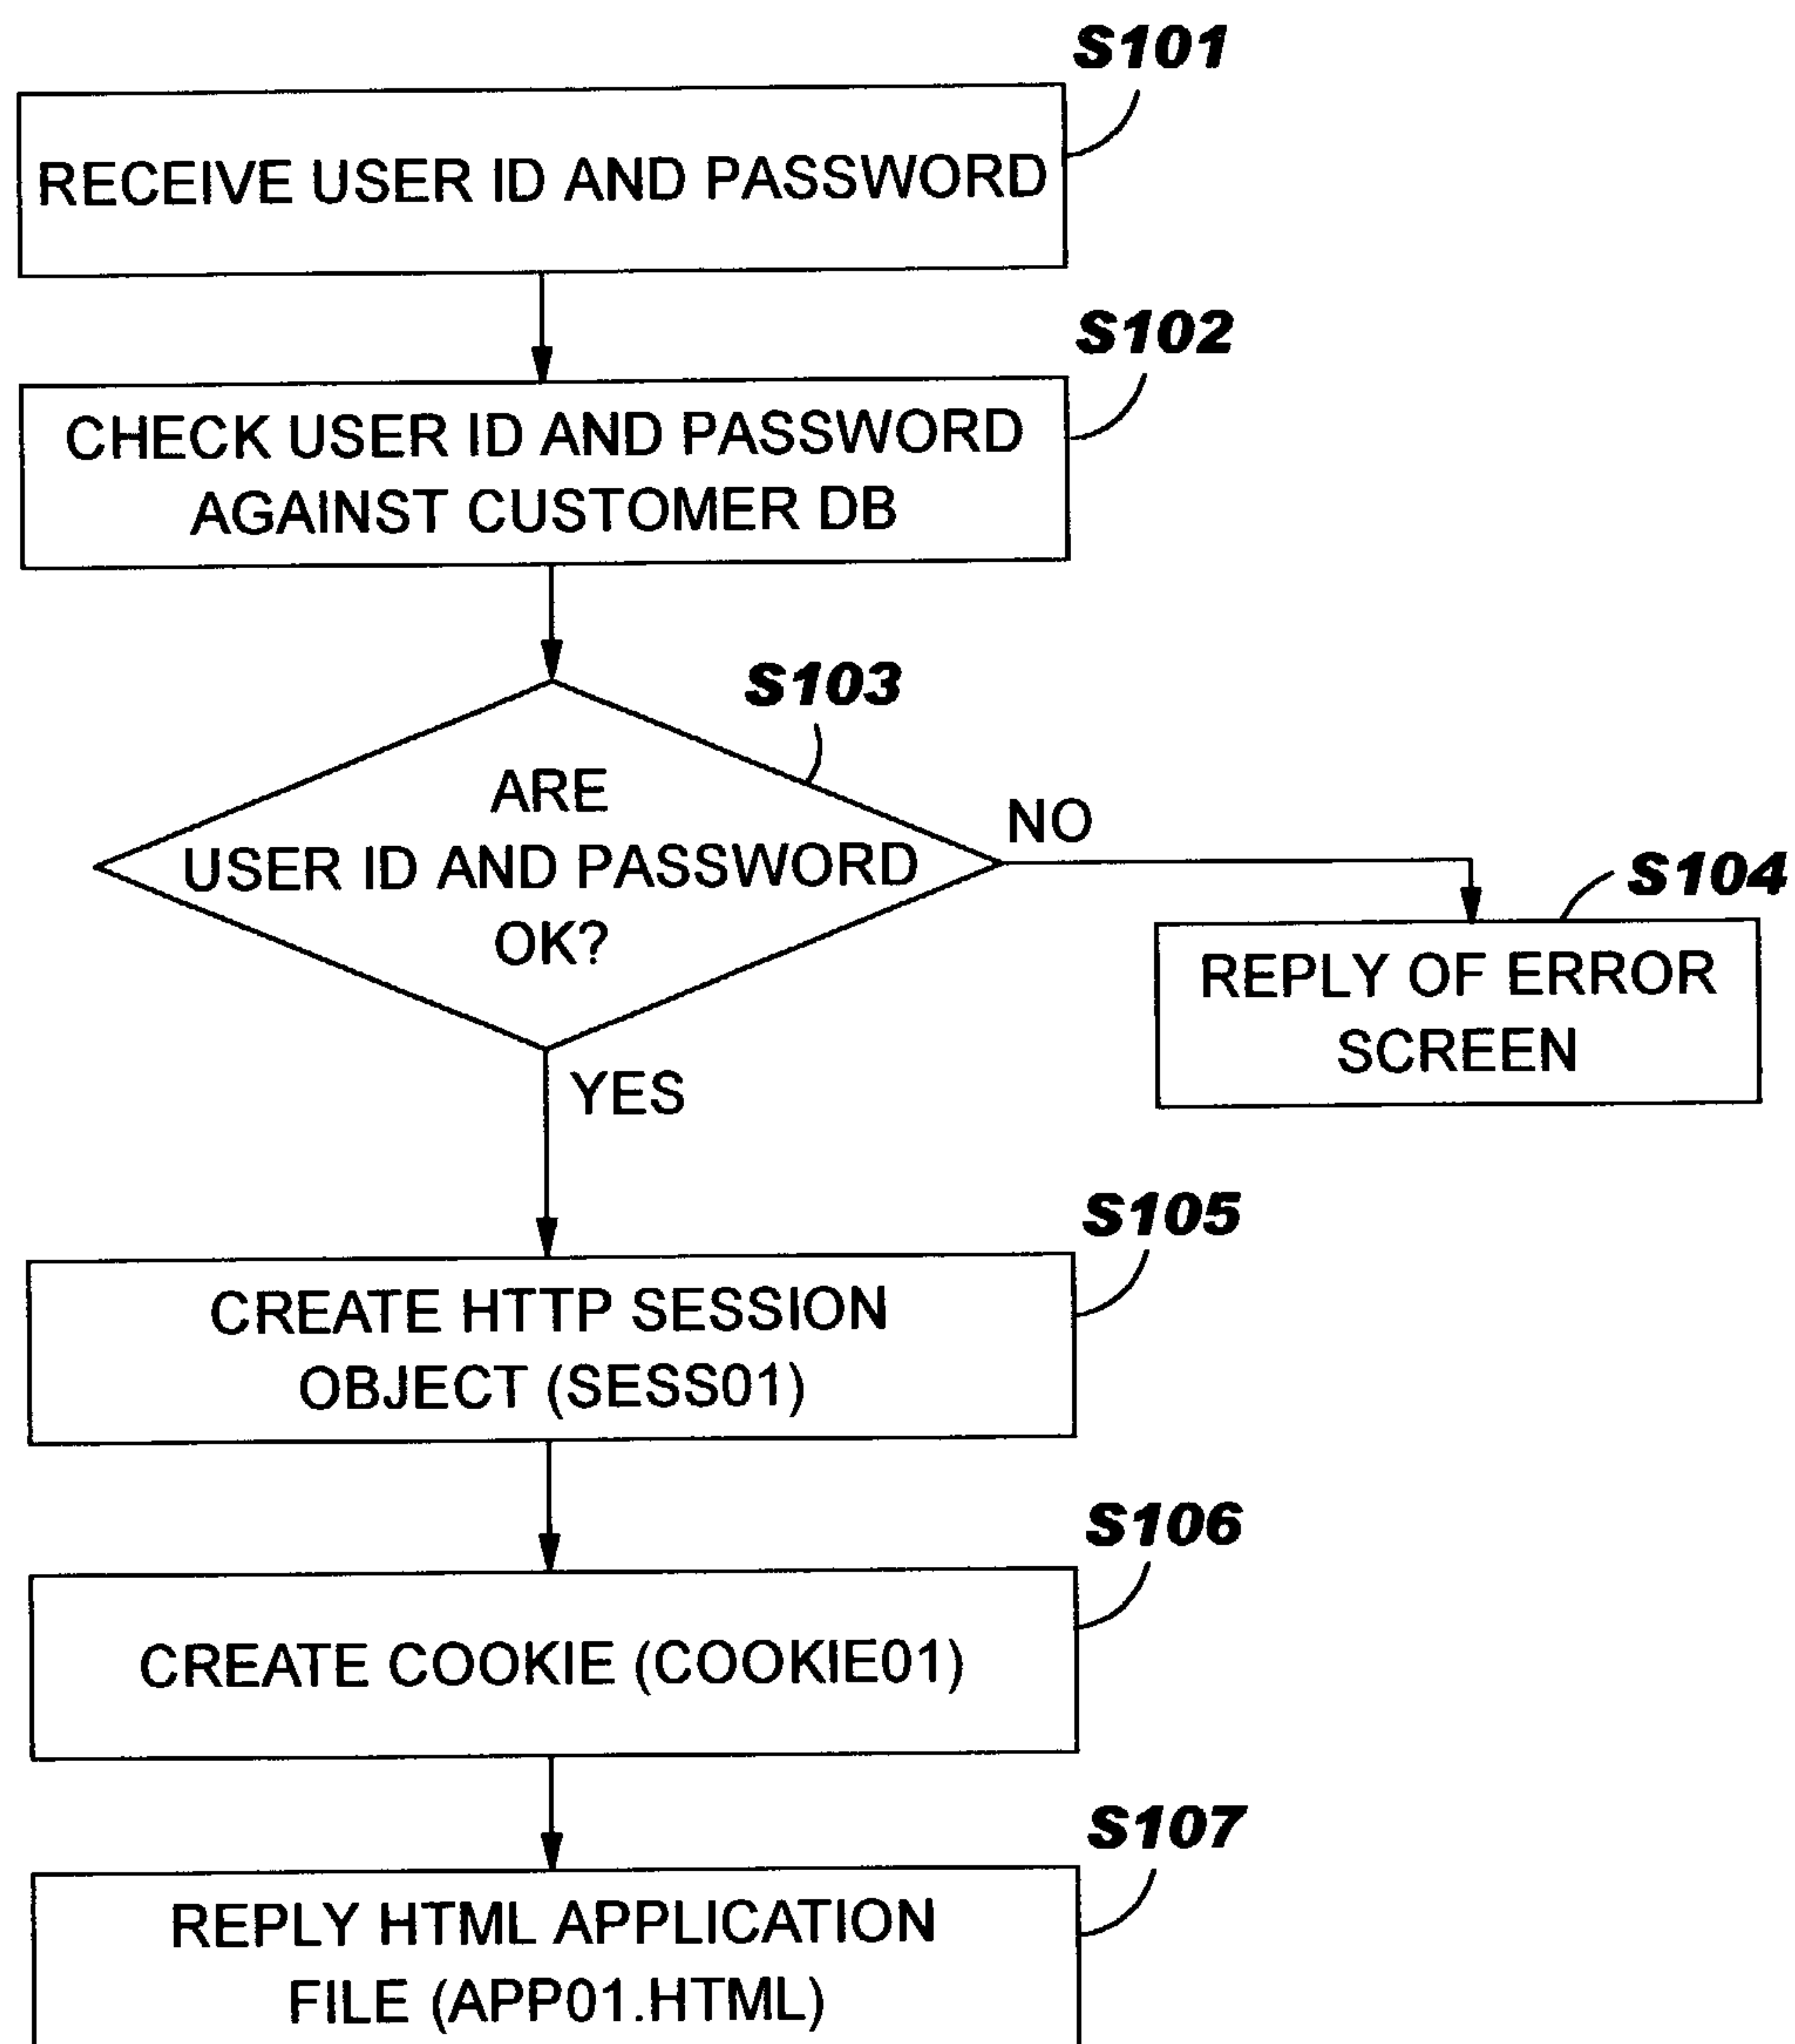 S101
RECEIVE USER ID AND PASSWORD
S102
CHECK USER ID AND PASSWORD
AGAINST CUSTOMER DB
S103
ARE
USER ID AND PASSWORD
OK?
NO
S104
REPLY OF ERROR
SCREEN
YES
S105
CREATE HTTP SESSION
OBJECT (SESS01)
S106
CREATE COOKIE (COOKIE01)
S107
REPLY HTML APPLICATION
FILE (APP01.HTML)